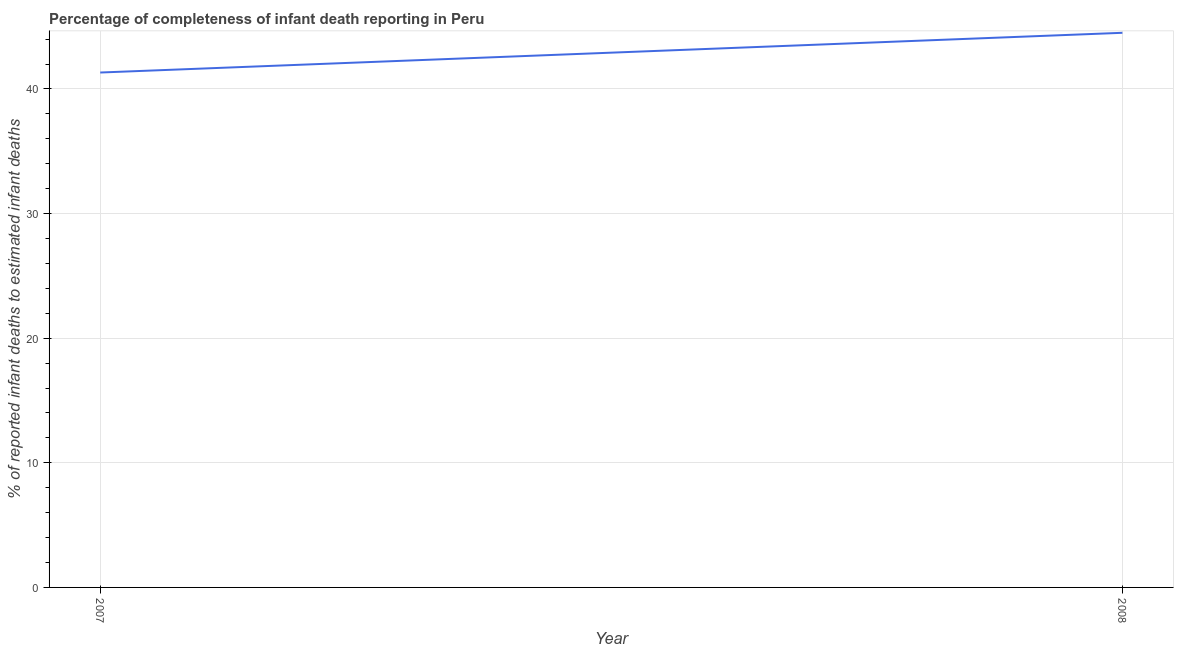 Percentage of completeness of infant death reporting in Peru
% of reported infant deaths to estimated infant deaths
40
30
20
10
0
2007
2008
Year